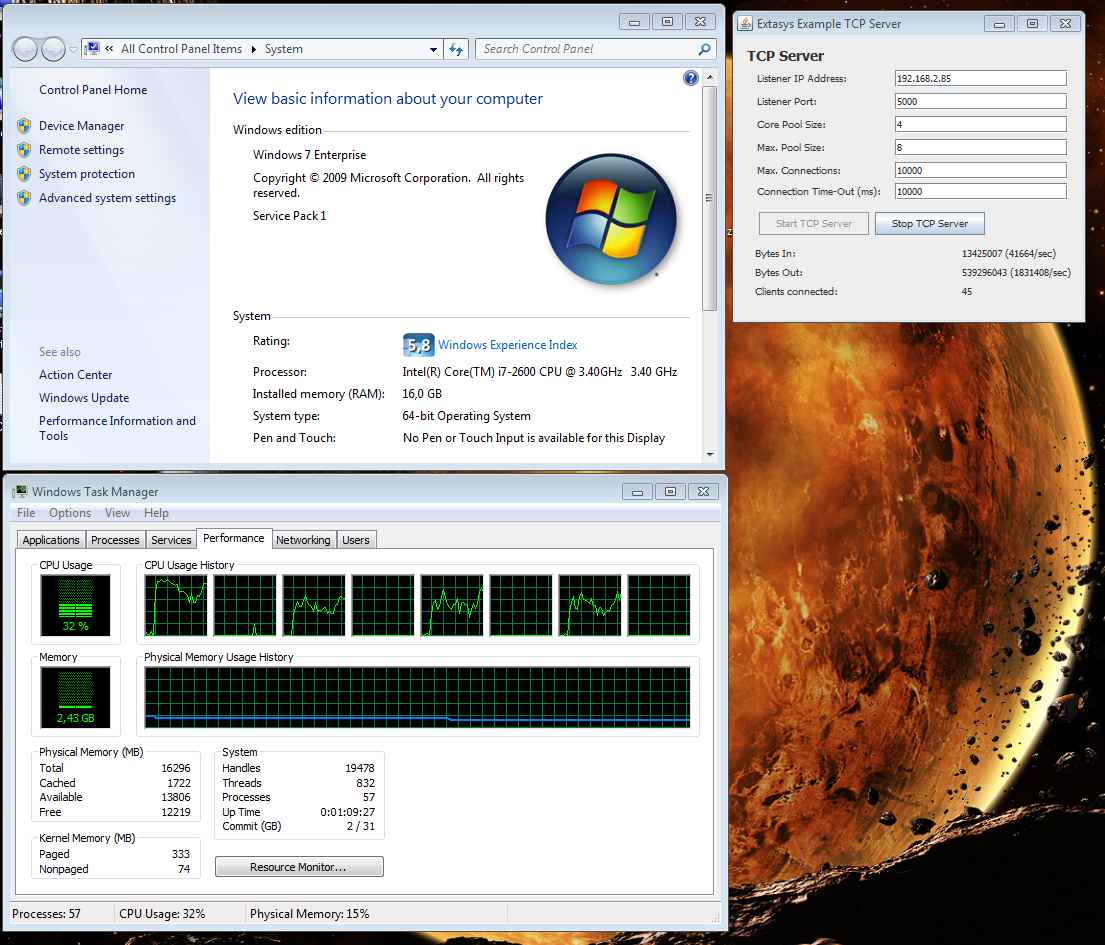 « All Control Panel Items ▸ System
Search Control Panel
Control Panel Home
Device Manager
Remote settings
System protection
Advanced system settings
See also
Action Center
Windows Update
Performance Information and
Tools
View basic information about your computer
Windows edition
Windows 7 Enterprise
Copyright © 2009 Microsoft Corporation. All rights
reserved.
Service Pack 1
System
Rating:
5,8 Windows Experience Index
Processor: Intel(R) Core(TM) i7-2600 CPU @ 3.40GHz 3.40 GHz
Installed memory (RAM): 16,0 GB
System type: 64-bit Operating System
Pen and Touch: No Pen or Touch Input is available for this Display
Extasys Example TCP Server
TCP Server
Listener IP Address: 192.168.2.85
Listener Port: 5000
Core Pool Size: 4
Max. Pool Size: 8
Max. Connections: 10000
Connection Time-Out (ms): 10000
Start TCP Server Stop TCP Server
Bytes In: 13425007 (41664/sec)
Bytes Out: 539296043 (1831408/sec)
Clients connected: 45
Windows Task Manager
File Options View Help
Applications Processes Services Performance Networking Users
CPU Usage CPU Usage History
32 %
Memory Physical Memory Usage History
2,43 GB
Physical Memory (MB)
Total 16296
Cached 1722
Available 13806
Free 12219
Kernel Memory (MB)
Paged 333
Nonpaged 74
System
Handles 19478
Threads 832
Processes 57
Up Time 0:01:09:27
Commit (GB) 2 / 31
Resource Monitor...
Processes: 57 CPU Usage: 32% Physical Memory: 15%